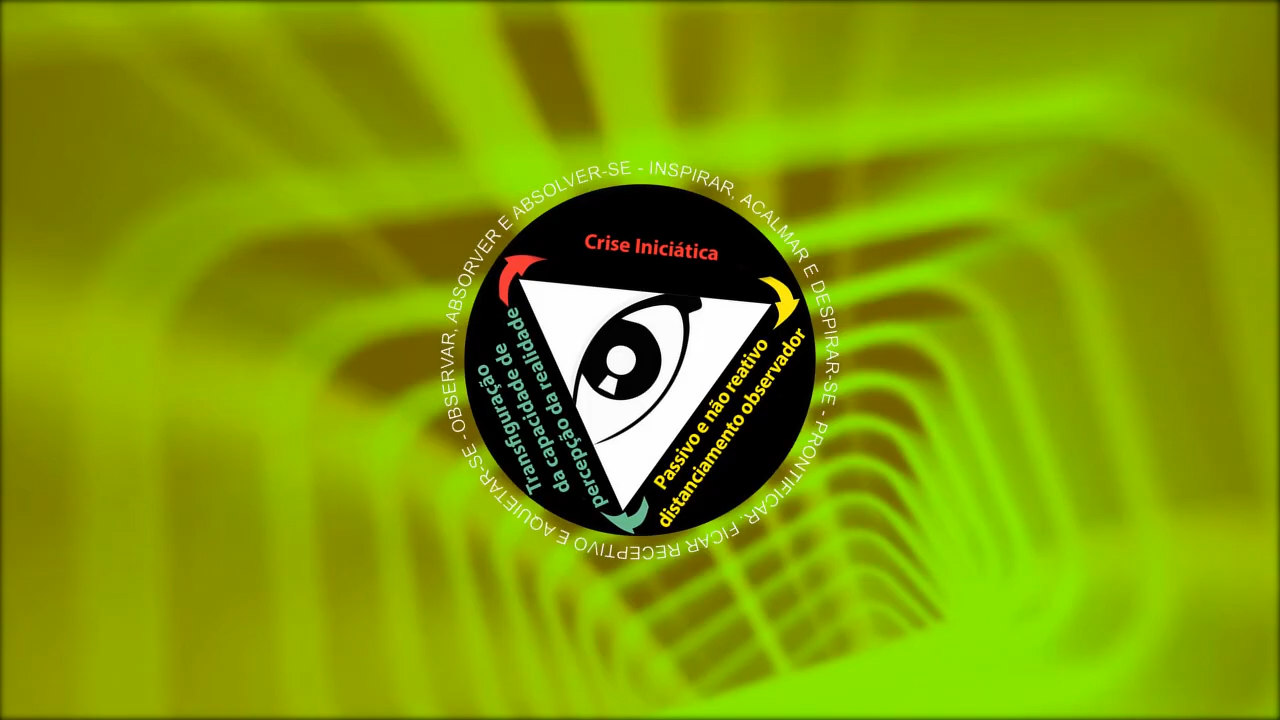 OBSERVAR, ABSORVER E ABSOLVER-SE - INSPIRAR, ACALMAR E DESPIRAR-SE - PRONTIFICAR, FICAR RECEPTIVO E AQUIETAR-SE -
Crise Iniciática
Passivo e não reativo
distanciamento observador
Transfiguração
da capacidade de
percepção da realidade